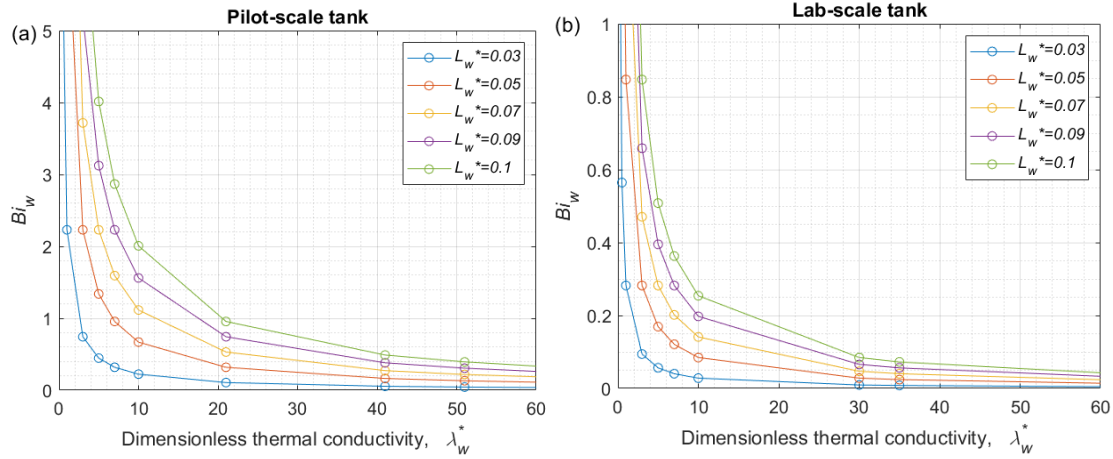 Pilot-scale tank
(a)
Bi_w
5
4
3
2
1
0
0 10 20 30 40 50 60
Dimensionless thermal conductivity, λ_w^*
L_w*=0.03
L_w*=0.05
L_w*=0.07
L_w*=0.09
L_w*=0.1
Lab-scale tank
(b)
Bi_w
1
0.8
0.6
0.4
0.2
0
0 10 20 30 40 50 60
Dimensionless thermal conductivity, λ_w^*
L_w*=0.03
L_w*=0.05
L_w*=0.07
L_w*=0.09
L_w*=0.1